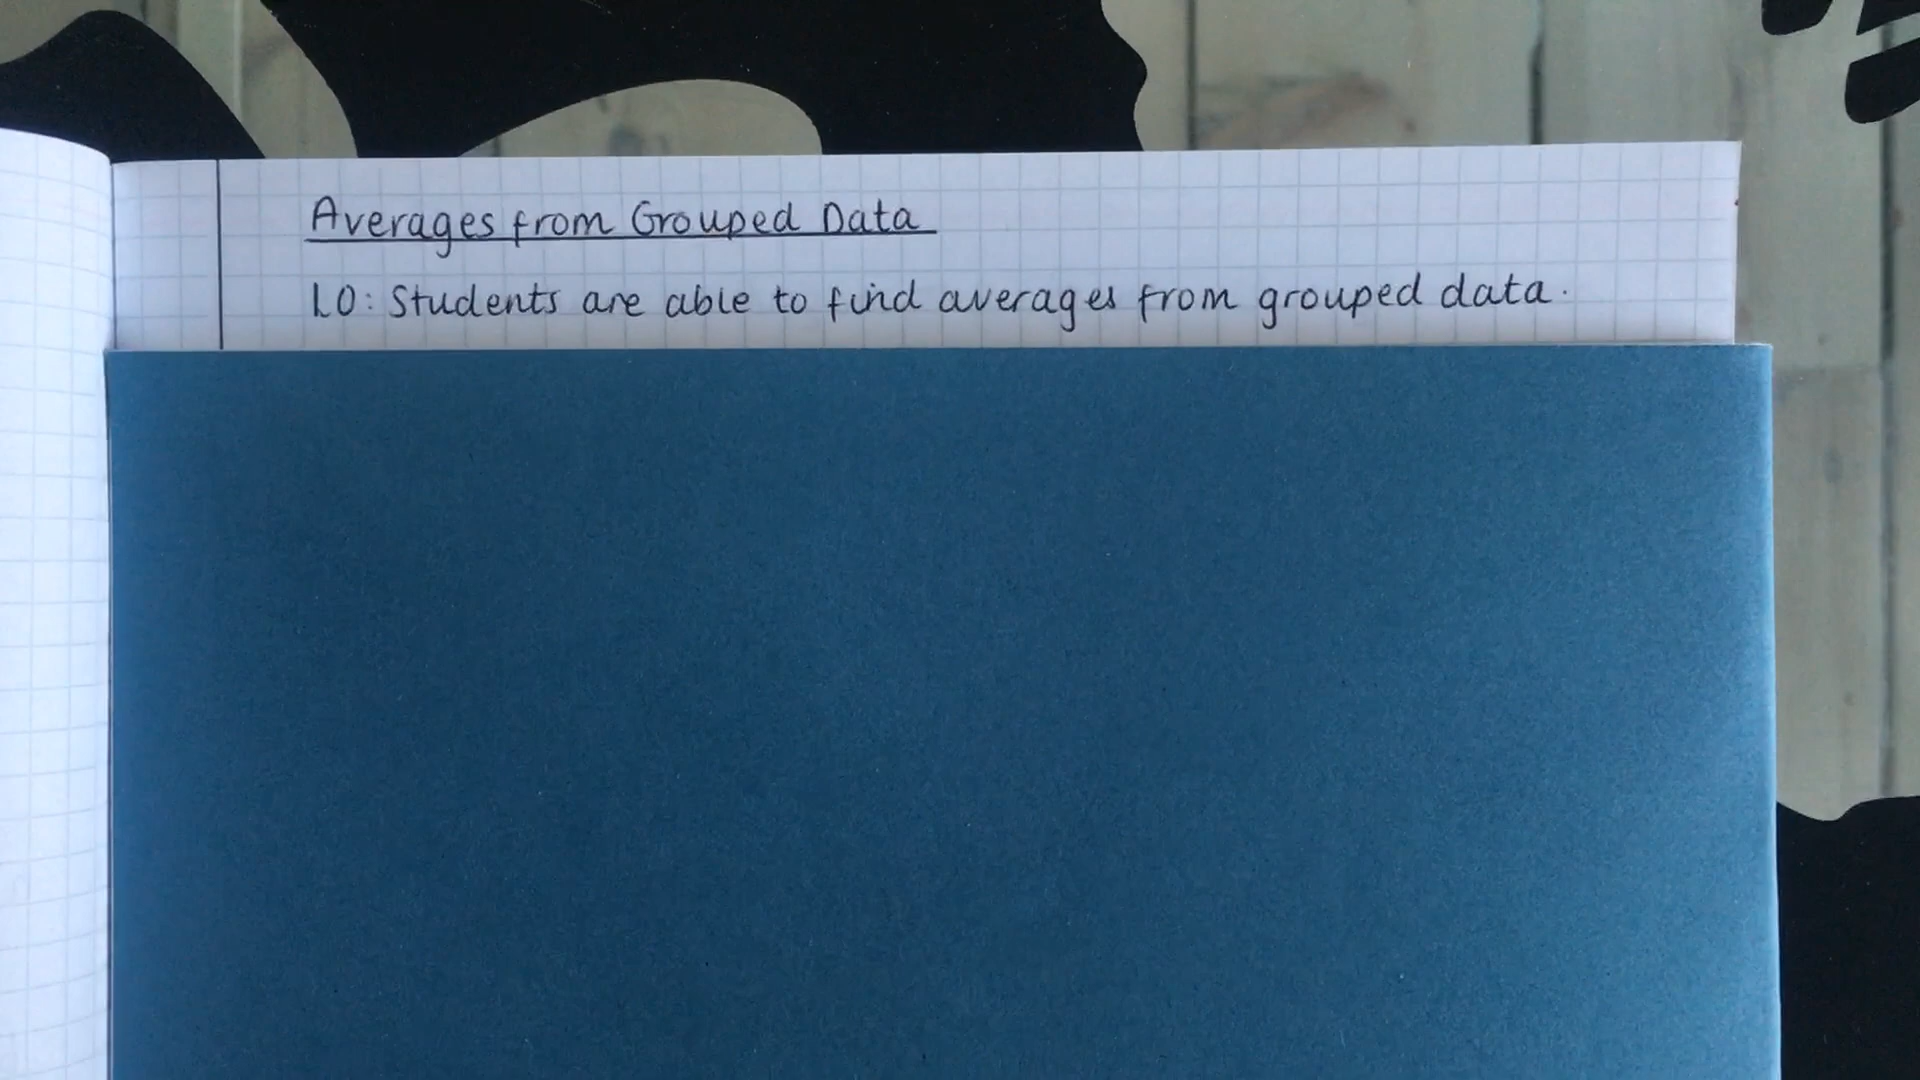 Averages from Grouped Data
LO: Students are able to find averages from grouped data.